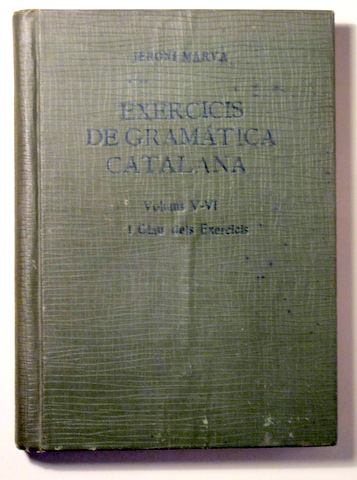 JERONI MARVÀ
EXERCICIS
DE GRAMÀTICA
CATALANA
Volums V-VI
i Clau dels Exercicis